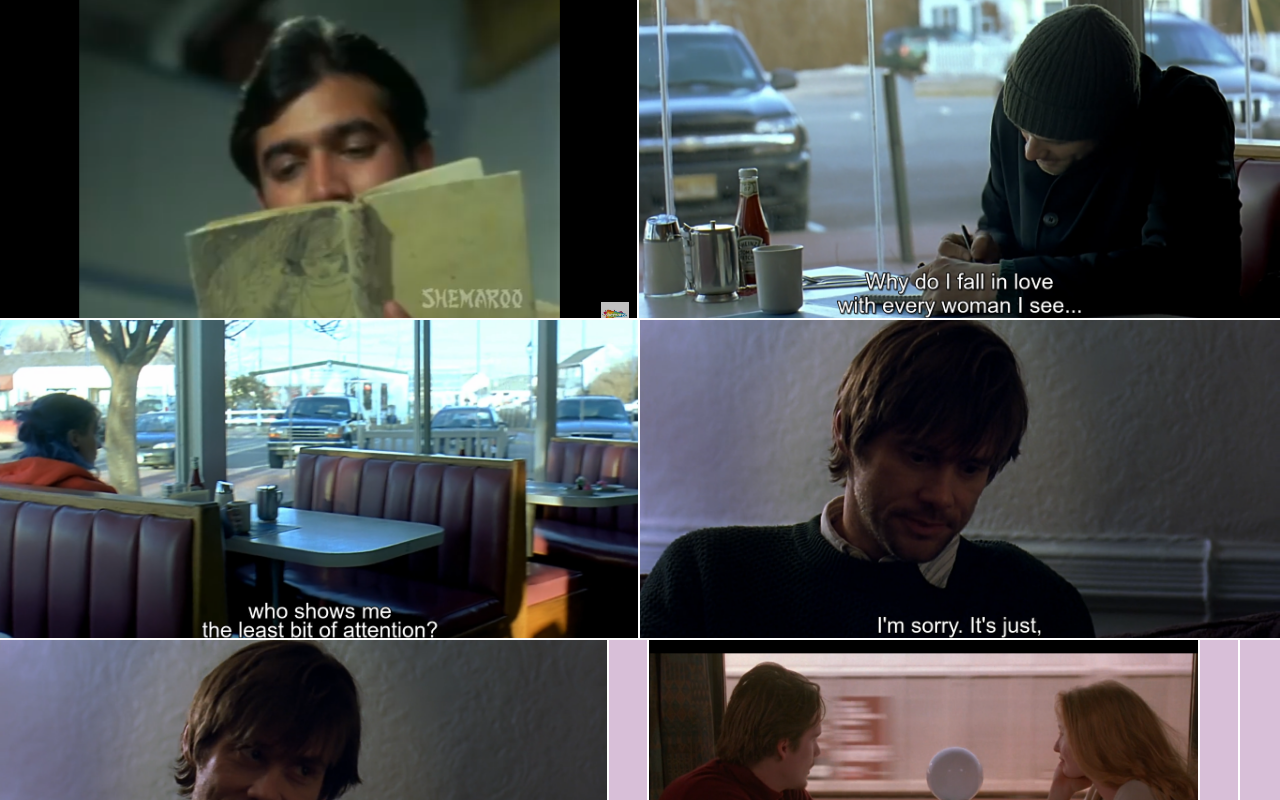 SHEMAROO
Why do I fall in love
with every woman I see...
HEINZ
who shows me
the least bit of attention?
I'm sorry. It's just,